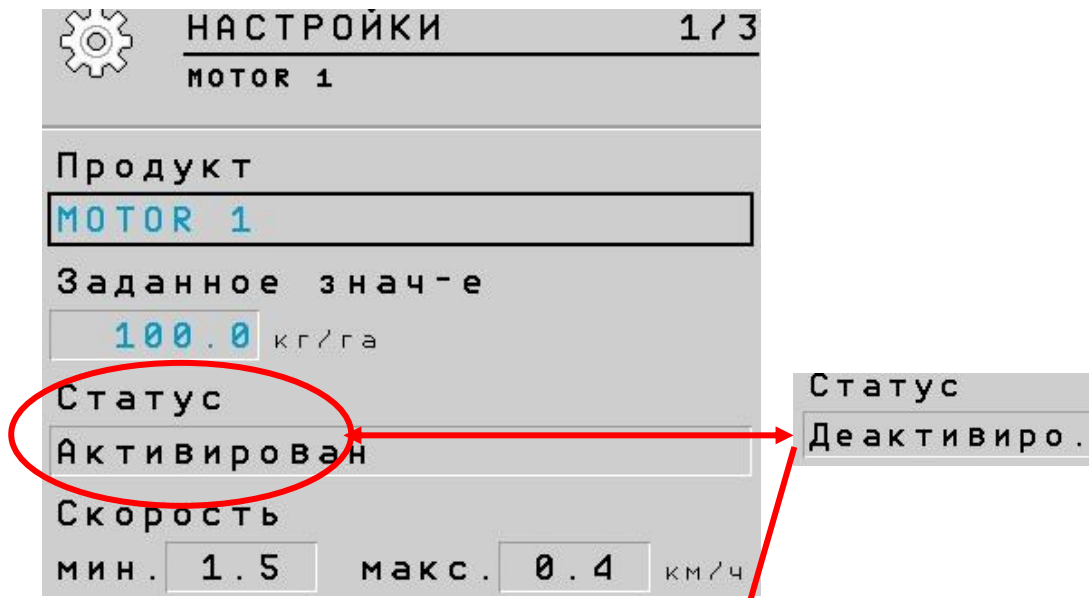 НАСТРОЙКИ 1/3
MOTOR 1
Продукт
MOTOR 1
Заданное знач-е
100.0 кг/га
Статус
Активирован
Скорость
мин. 1.5 макс. 0.4 км/ч
Статус
Деактивиро.